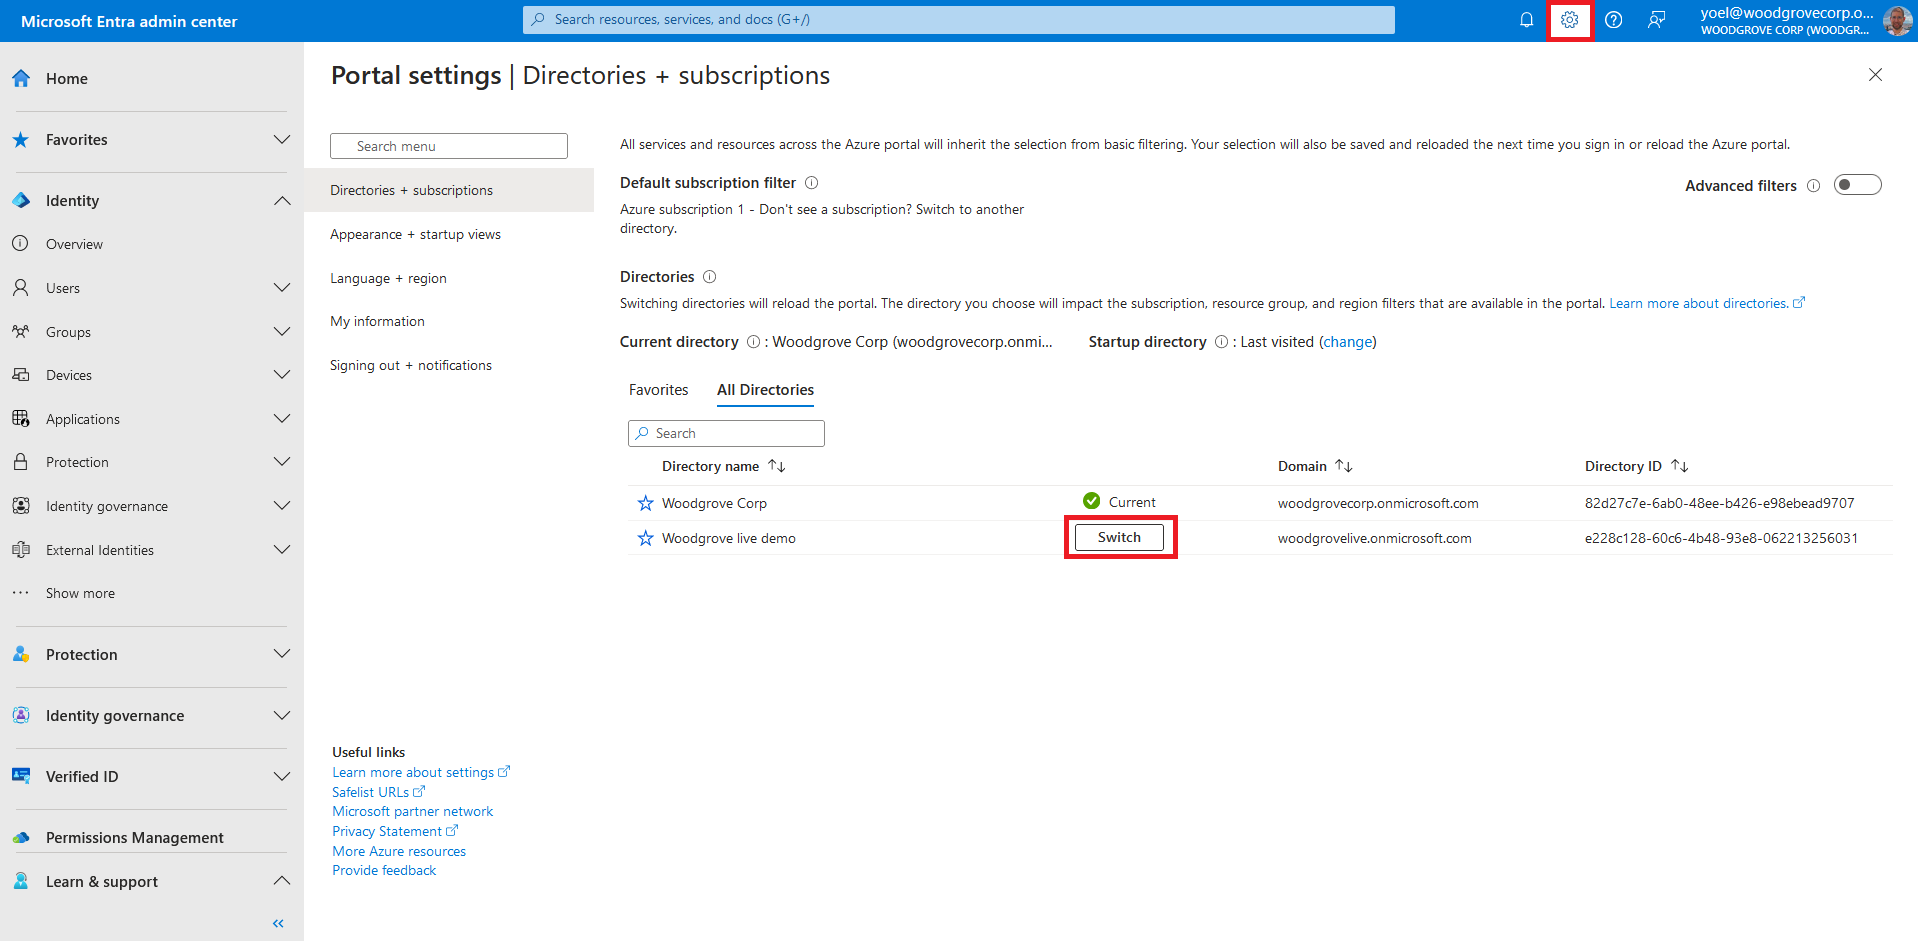 Microsoft Entra admin center
Search resources, services, and docs (G+/)
yoel@woodgrovecorp.o...
WOODGROVE CORP (WOODGR...
Home
Favorites
Identity
Overview
Users
Groups
Devices
Applications
Protection
Identity governance
External Identities
Show more
Protection
Identity governance
Verified ID
Permissions Management
Learn & support
Portal settings | Directories + subscriptions
Search menu
Directories + subscriptions
Appearance + startup views
Language + region
My information
Signing out + notifications
Useful links
Learn more about settings
Safelist URLs
Microsoft partner network
Privacy Statement
More Azure resources
Provide feedback
All services and resources across the Azure portal will inherit the selection from basic filtering. Your selection will also be saved and reloaded the next time you sign in or reload the Azure portal.
Default subscription filter
Advanced filters
Azure subscription 1 - Don't see a subscription? Switch to another
directory.
Directories
Switching directories will reload the portal. The directory you choose will impact the subscription, resource group, and region filters that are available in the portal. Learn more about directories.
Current directory : Woodgrove Corp (woodgrovecorp.onmi... Startup directory : Last visited (change)
Favorites All Directories
Search
Directory name Domain Directory ID
Woodgrove Corp Current woodgrovecorp.onmicrosoft.com 82d27c7e-6ab0-48ee-b426-e98ebead9707
Woodgrove live demo Switch woodgrovelive.onmicrosoft.com e228c128-60c6-4b48-93e8-062213256031